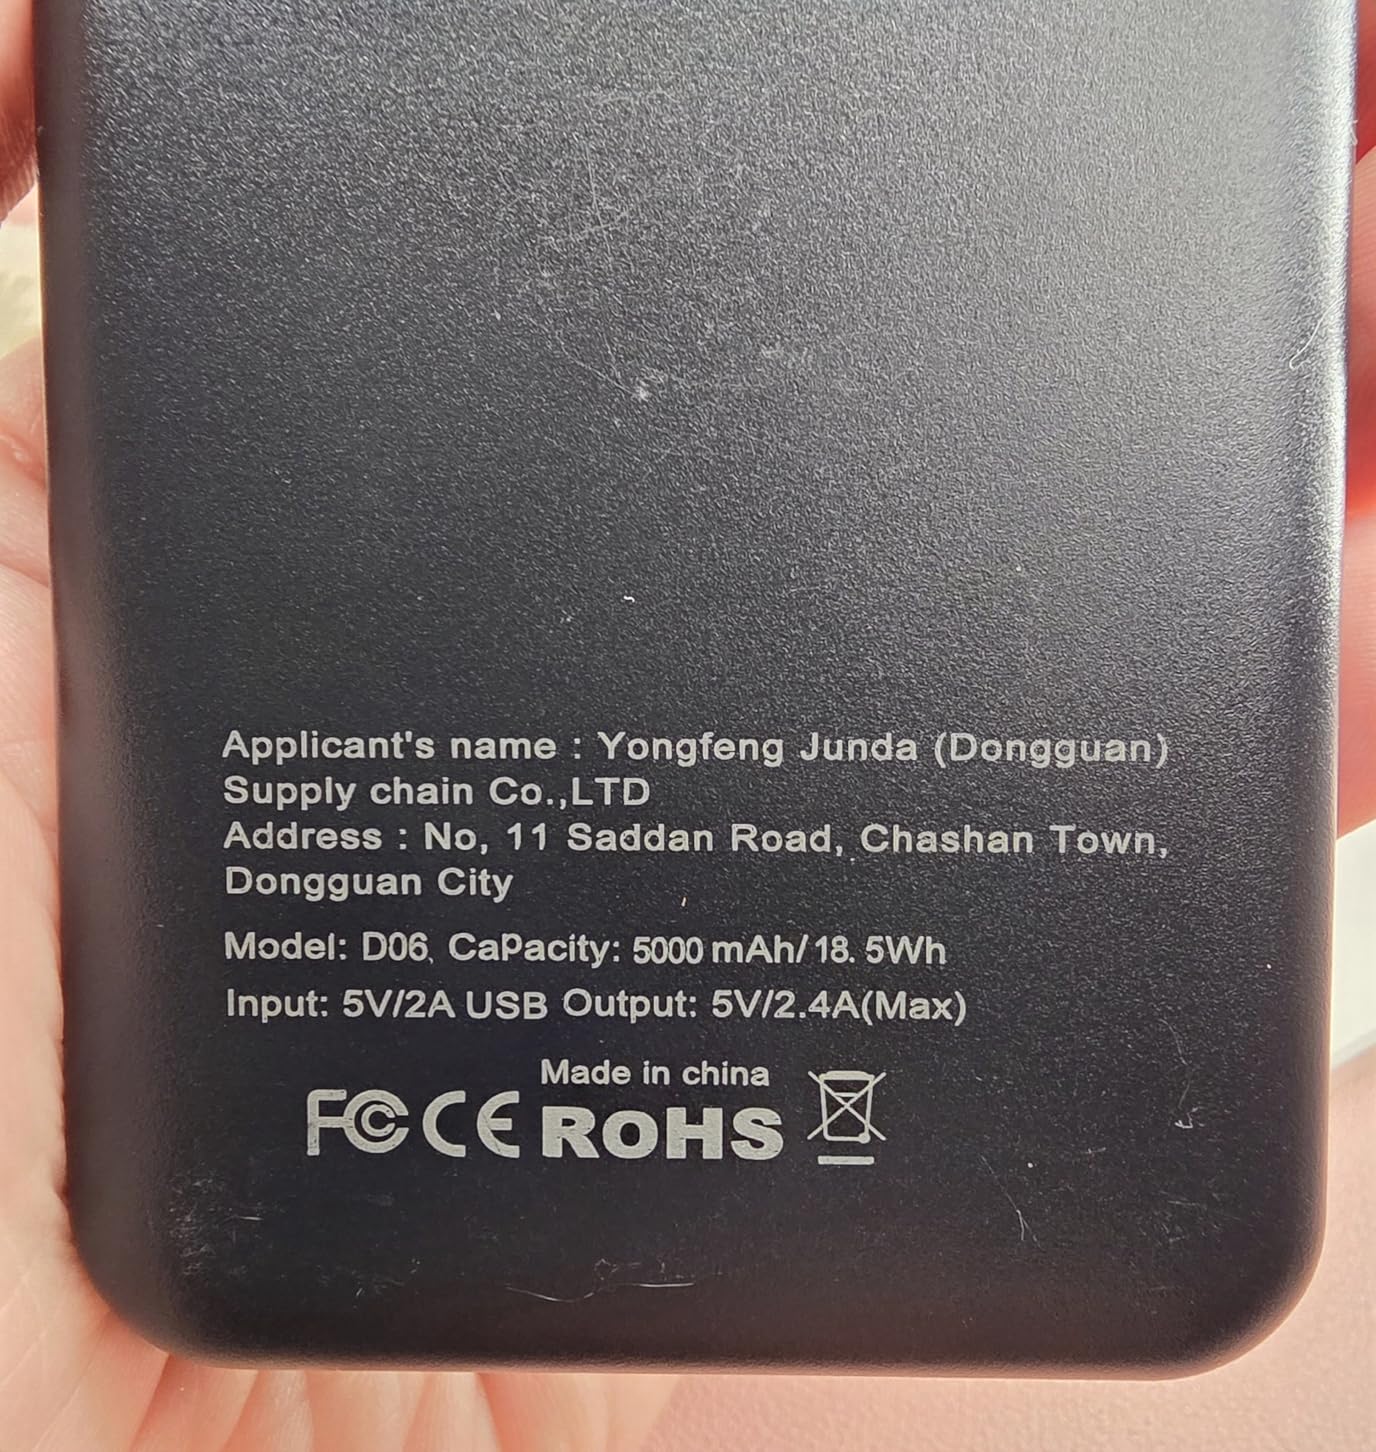 Applicant's name : Yongfeng Junda (Dongguan)
Supply chain Co.,LTD
Address : No, 11 Saddan Road, Chashan Town,
Dongguan City
Model: D06, CaPacity: 5000 mAh/ 18. 5Wh
Input: 5V/2A USB Output: 5V/2.4A(Max)
Made in china
FC CE ROHS